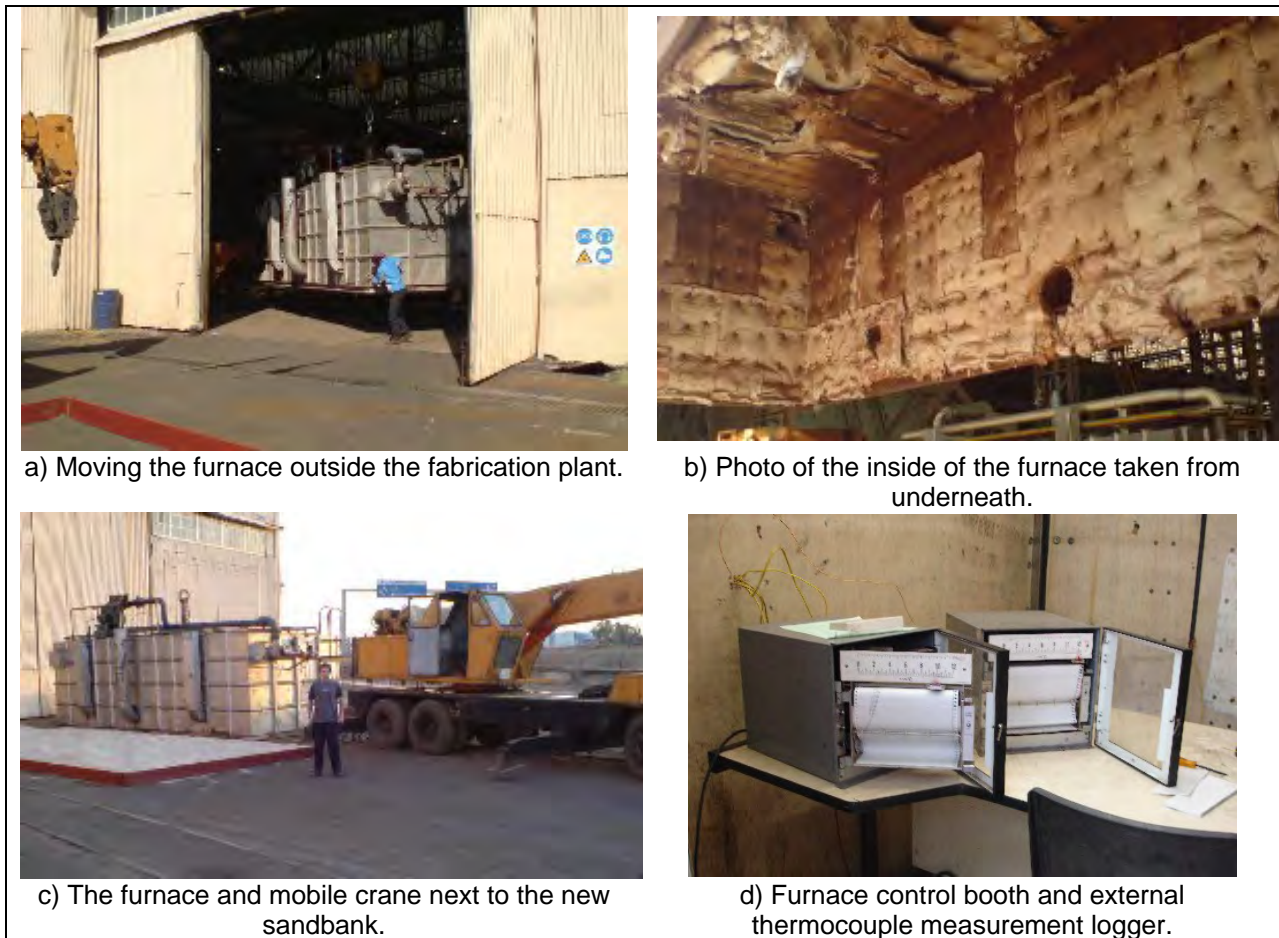 a) Moving the furnace outside the fabrication plant.
b) Photo of the inside of the furnace taken from
underneath.
c) The furnace and mobile crane next to the new
sandbank.
d) Furnace control booth and external
thermocouple measurement logger.